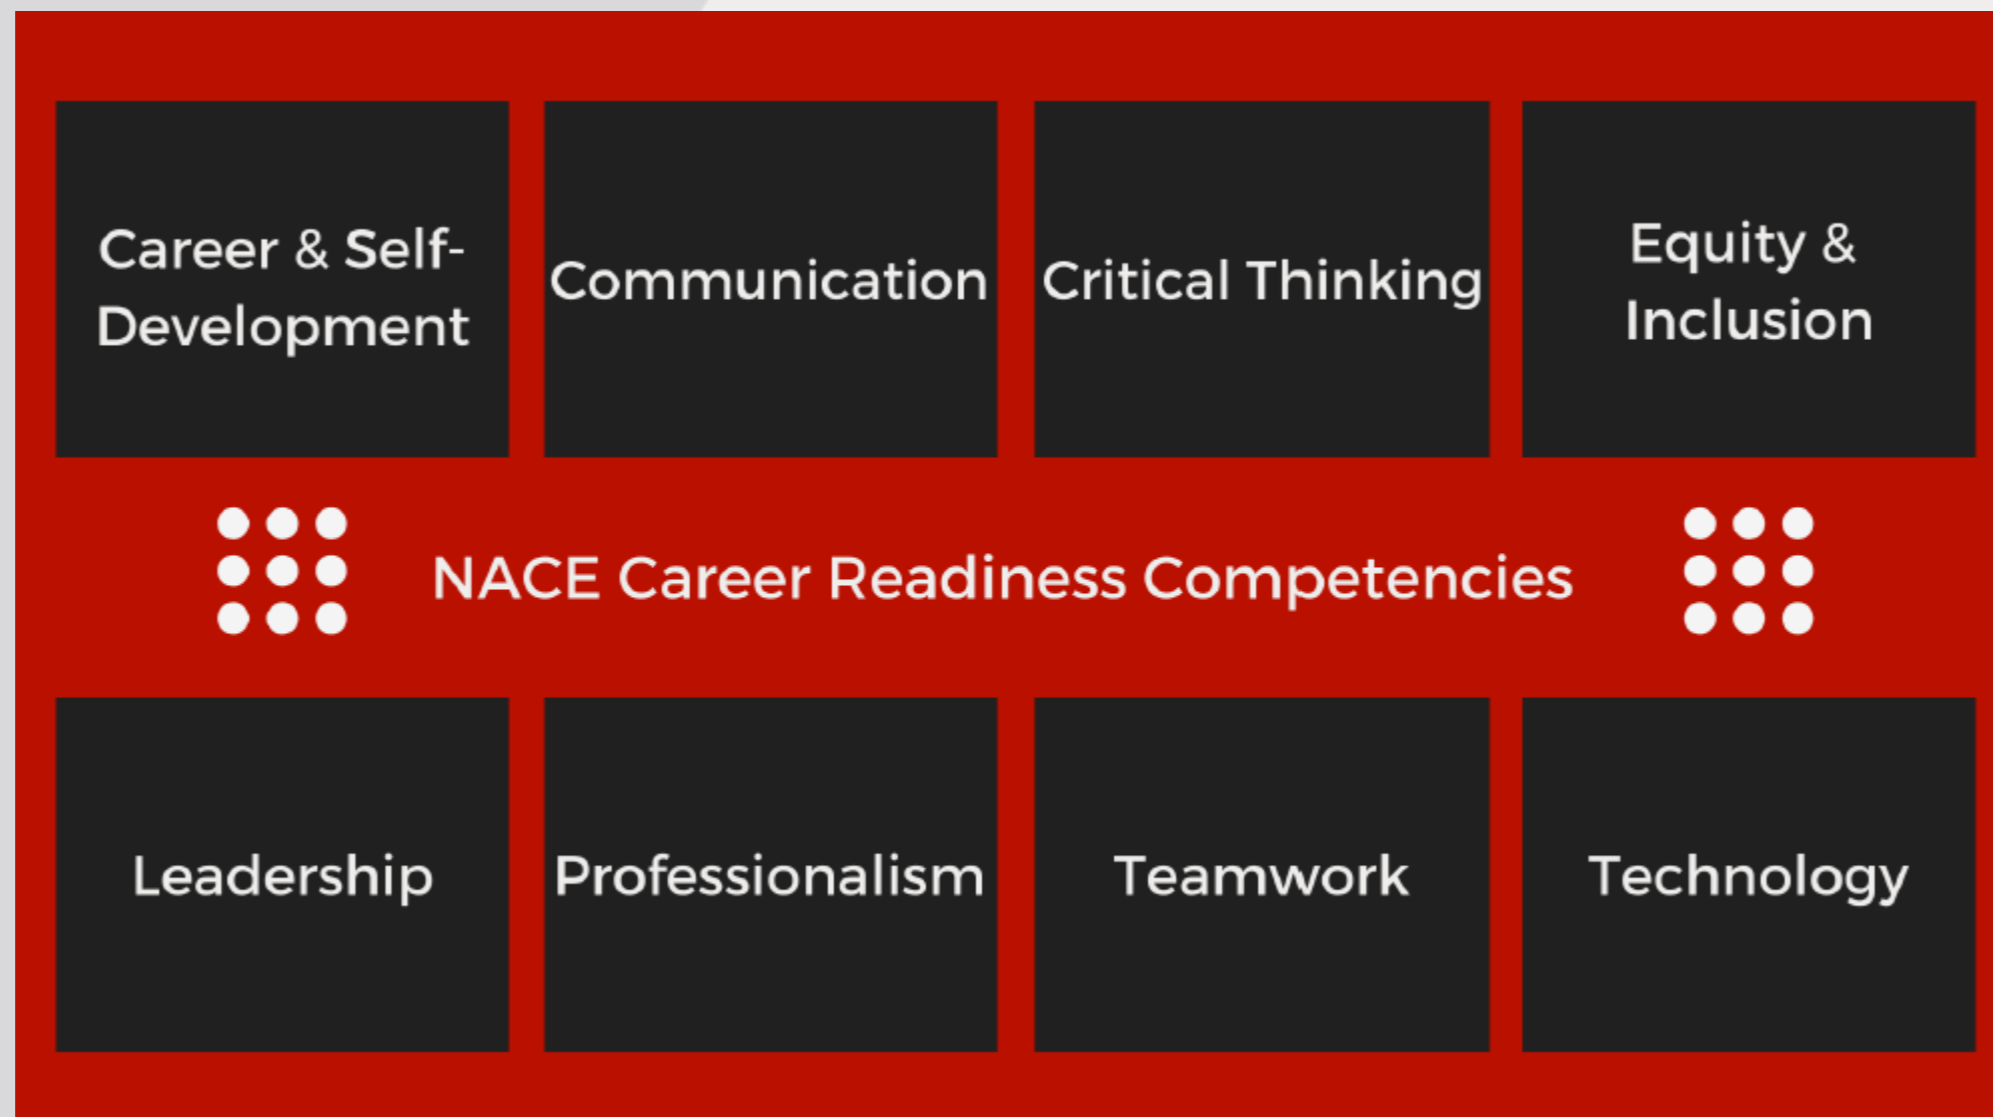 Career & Self-
Development
Communication
Critical Thinking
Equity &
Inclusion
NACE Career Readiness Competencies
Leadership
Professionalism
Teamwork
Technology